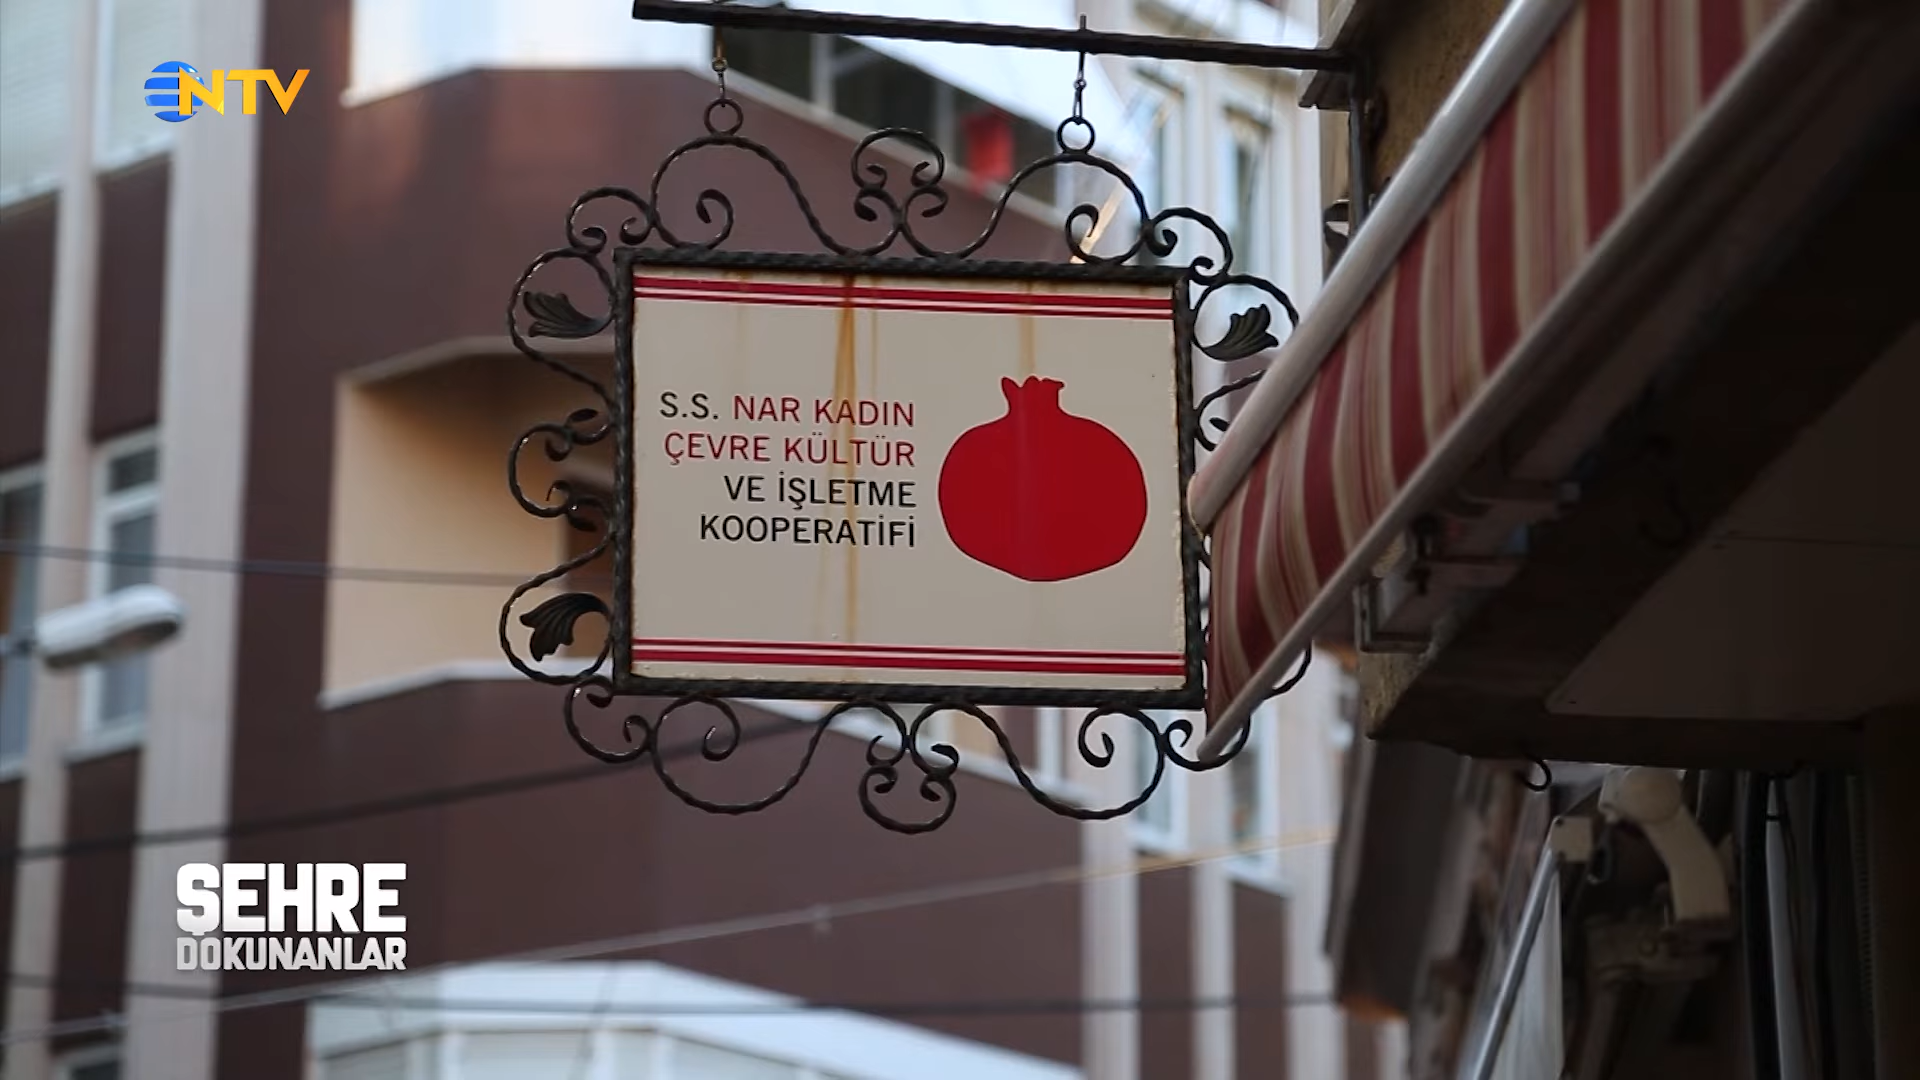 NTV
S.S. NAR KADIN
ÇEVRE KÜLTÜR
VE İŞLETME
KOOPERATİFİ
ŞEHRE
DOKUNANLAR